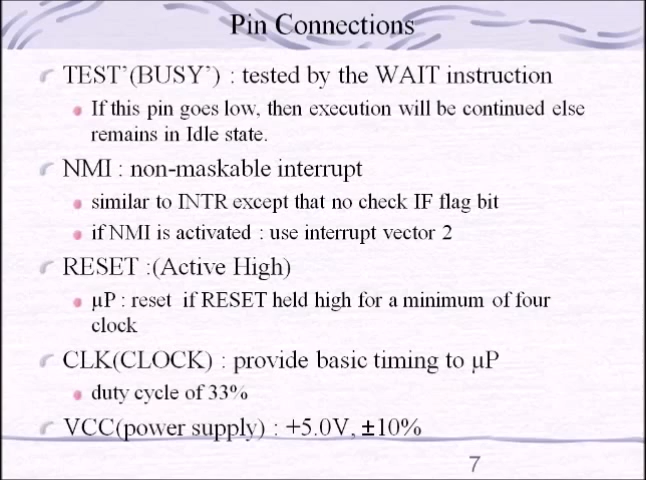 Pin Connections
TEST’(BUSY’) : tested by the WAIT instruction
If this pin goes low, then execution will be continued else
remains in Idle state.
NMI : non-maskable interrupt
similar to INTR except that no check IF flag bit
if NMI is activated : use interrupt vector 2
RESET :(Active High)
µP : reset if RESET held high for a minimum of four
clock
CLK(CLOCK) : provide basic timing to µP
duty cycle of 33%
VCC(power supply) : +5.0V, ±10%
7